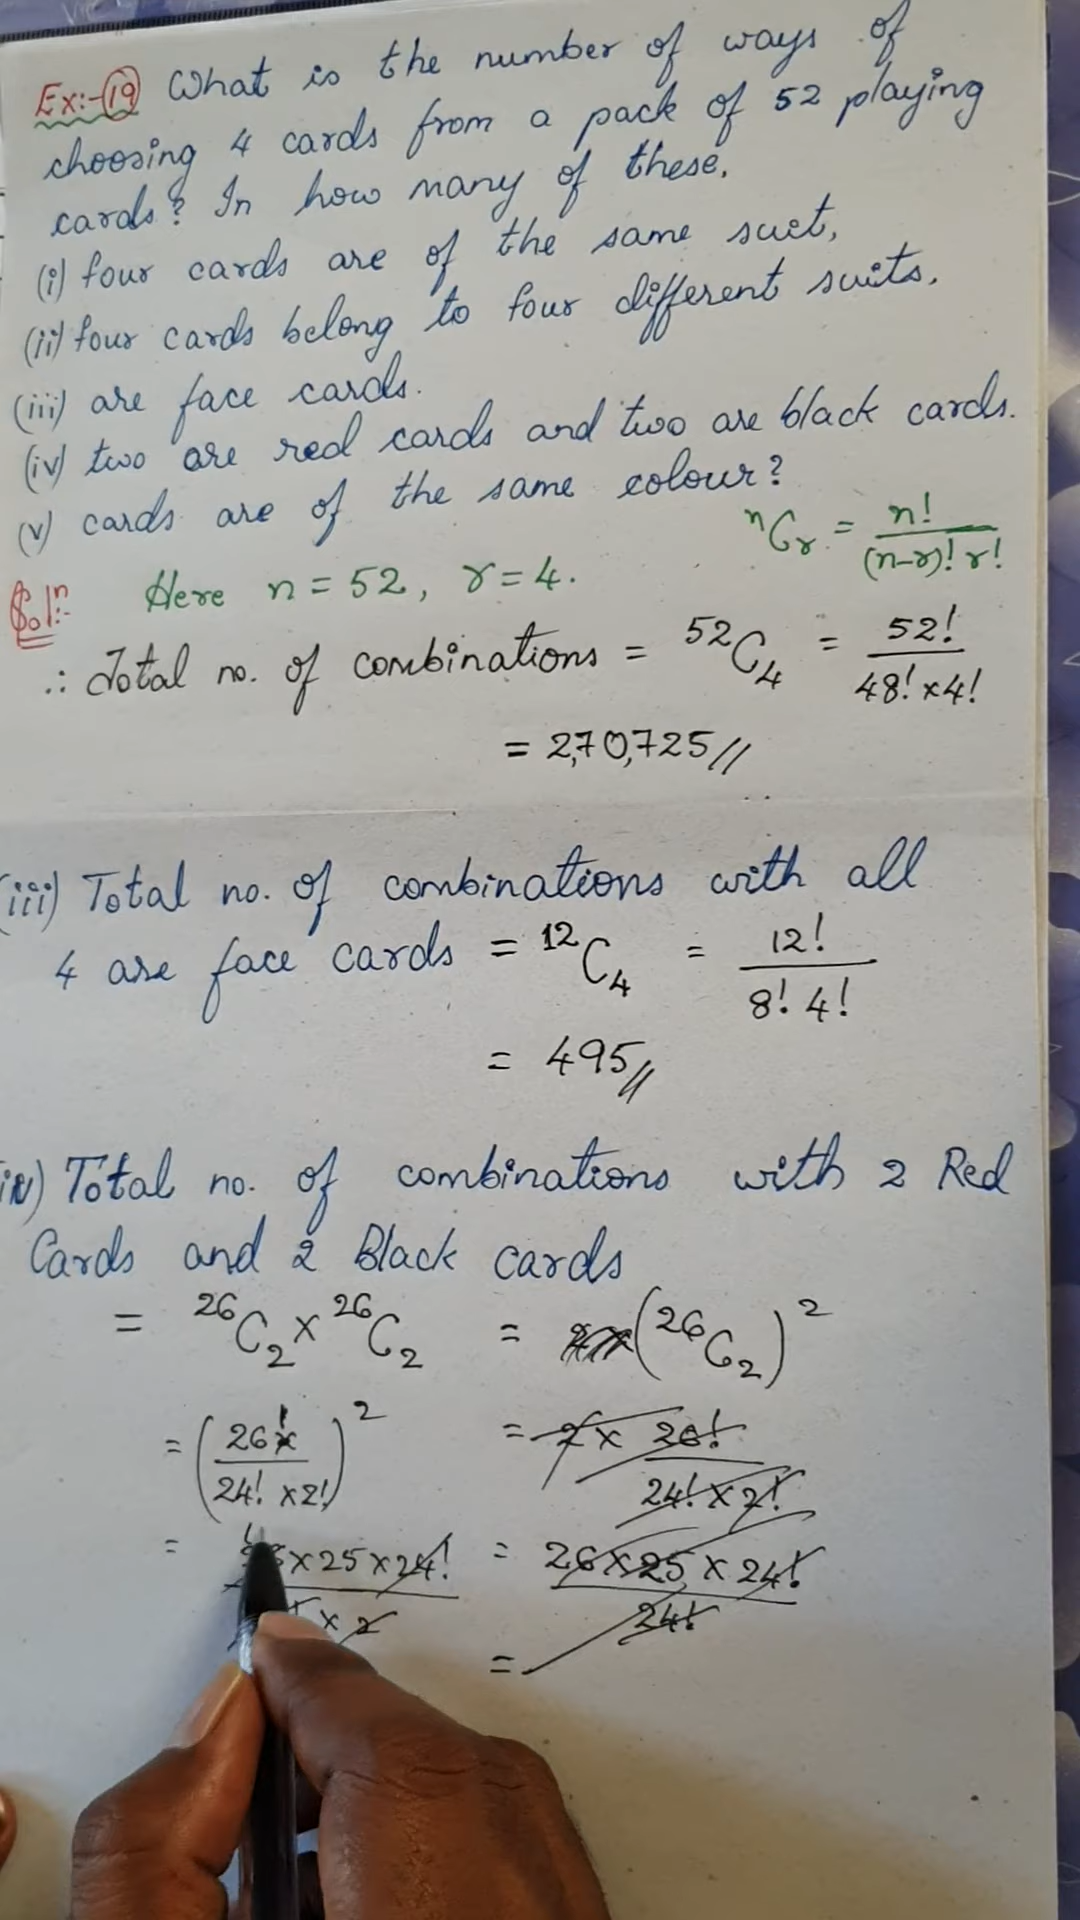 Ex:-19 What is the number of ways of
choosing 4 cards from a pack of 52 playing
cards? In how many of these,
(i) four cards are of the same suit,
(ii) four cards belong to four different suits,
(iii) are face cards.
(iv) two are red cards and two are black cards.
(v) cards are of the same colour?
ⁿCᵣ = n! / (n-r)! r!
Solⁿ:- Here n = 52, r = 4.
∴ Total no. of combinations = ⁵²C₄ = 52! / 48! × 4!
= 2,70,725//
(iii) Total no. of combinations with all
4 are face cards = ¹²C₄ = 12! / 8! 4!
= 495//
(iv) Total no. of combinations with 2 Red
Cards and 2 Black cards
= ²⁶C₂ × ²⁶C₂ = (²⁶C₂)²
= (26! / 24! × 2!)² = 2 × 26! / 24! × 2!
= × 25 × 24! / × 2 = 26 × 25 × 24! / 24!
=